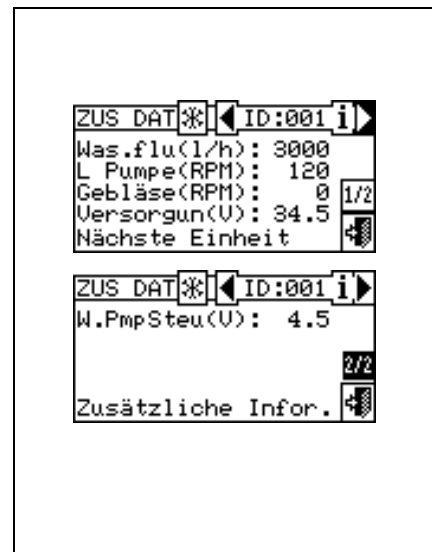 ZUS DAT ID:001 i
Was.flu(l/h): 3000
L Pumpe(RPM): 120
Gebläse(RPM): 0 1/2
Versorgun(V): 34.5
Nächste Einheit
ZUS DAT ID:001 i
W.PmpSteu(V): 4.5
2/2
Zusätzliche Infor.